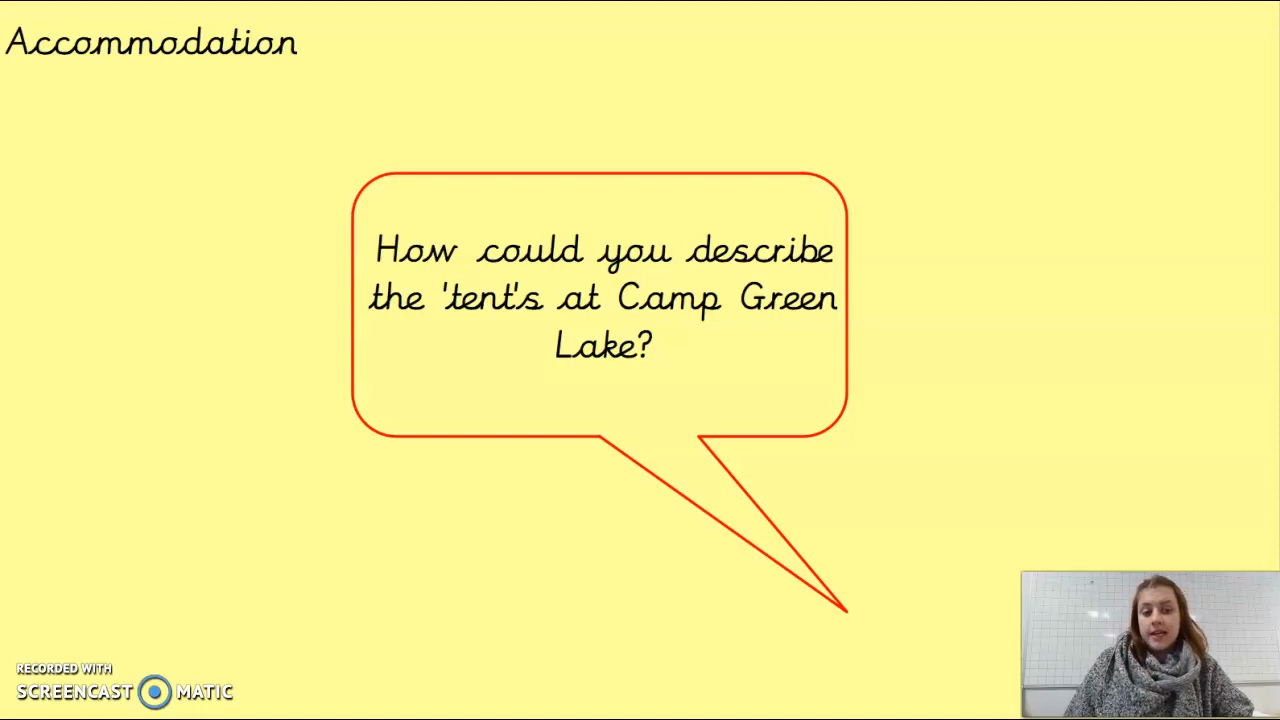 Accommodation
How could you describe
the 'tent's at Camp Green
Lake?
RECORDED WITH
SCREENCAST MATIC